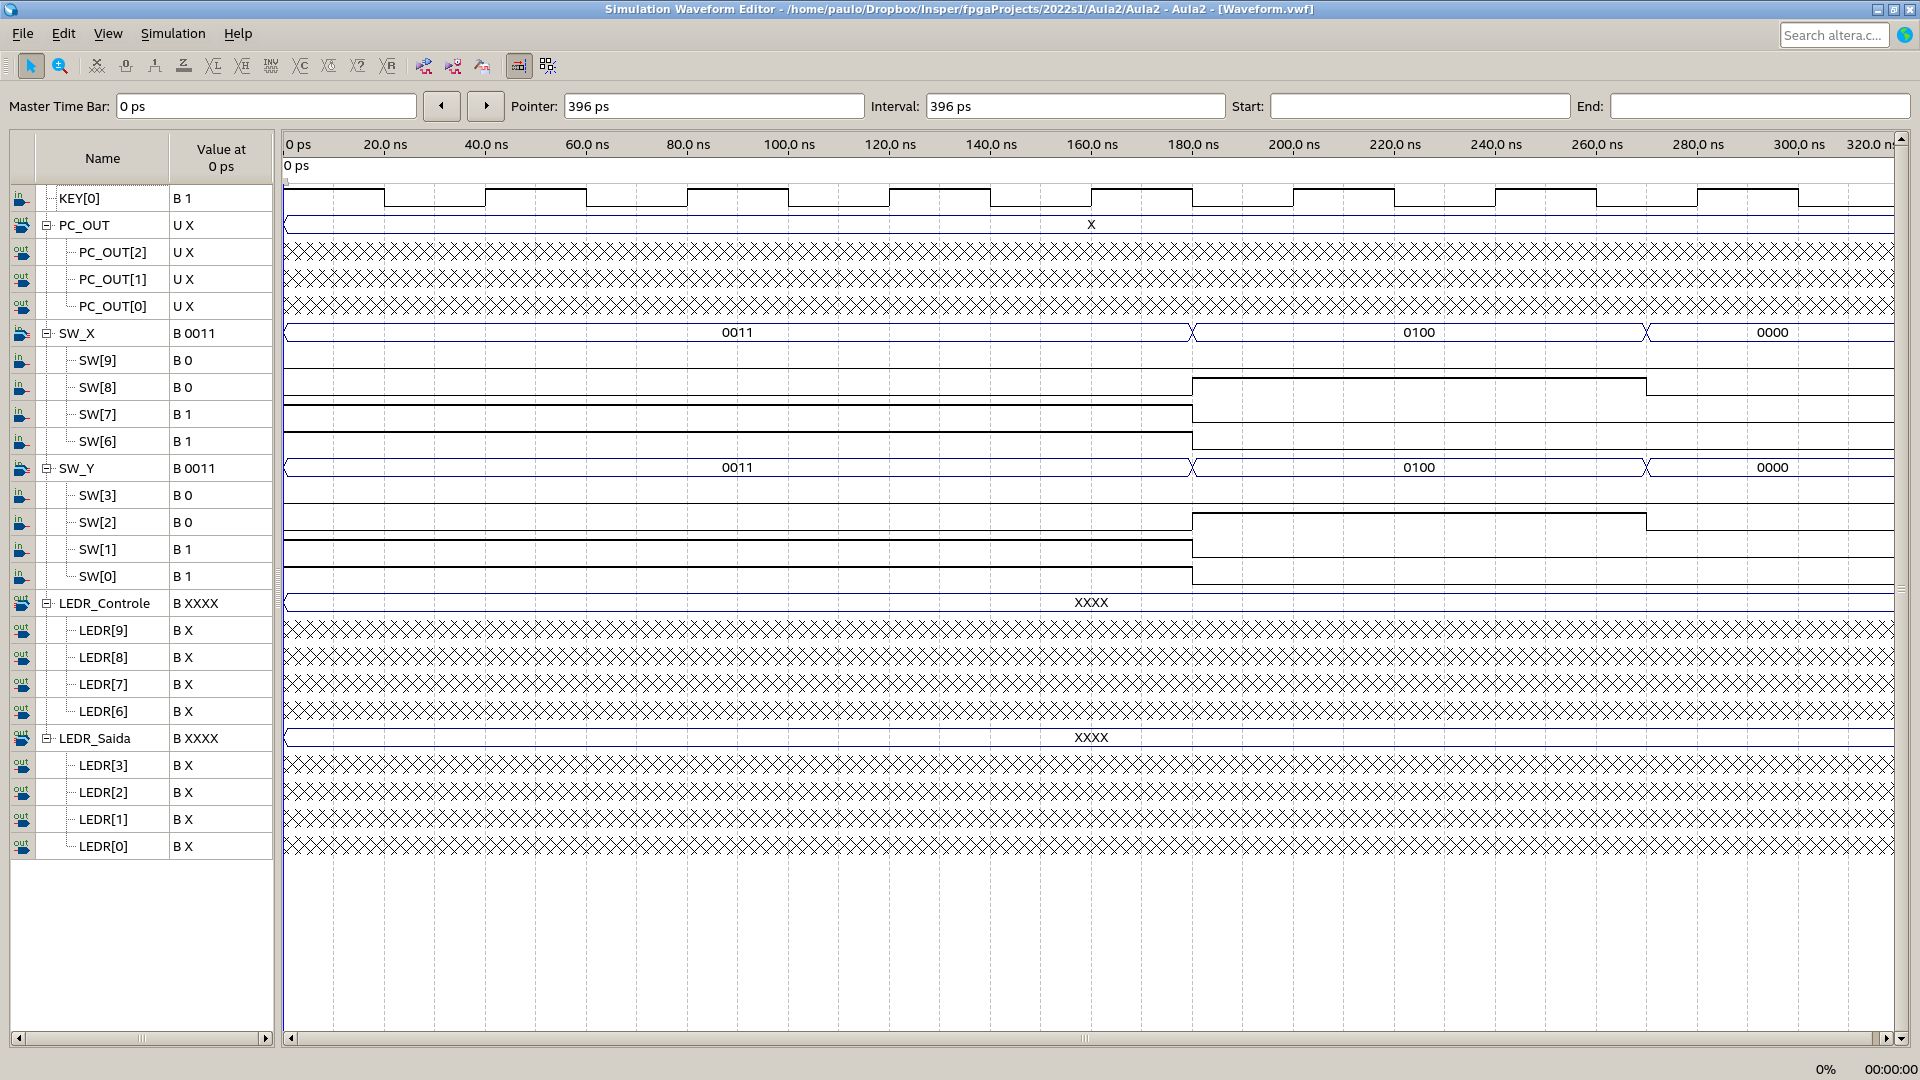 Simulation Waveform Editor - /home/paulo/Dropbox/Insper/fpgaProjects/2022s1/Aula2/Aula2 - Aula2 - [Waveform.vwf]
File Edit View Simulation Help Search altera.c...
Master Time Bar: 0 ps Pointer: 396 ps Interval: 396 ps Start: End:
Name Value at 0 ps
0 ps 20.0 ns 40.0 ns 60.0 ns 80.0 ns 100.0 ns 120.0 ns 140.0 ns 160.0 ns 180.0 ns 200.0 ns 220.0 ns 240.0 ns 260.0 ns 280.0 ns 300.0 ns 320.0 ns
0 ps
in KEY[0] B 1
out PC_OUT U X X
out PC_OUT[2] U X
out PC_OUT[1] U X
out PC_OUT[0] U X
in SW_X B 0011 0011 0100 0000
in SW[9] B 0
in SW[8] B 0
in SW[7] B 1
in SW[6] B 1
in SW_Y B 0011 0011 0100 0000
in SW[3] B 0
in SW[2] B 0
in SW[1] B 1
in SW[0] B 1
out LEDR_Controle B XXXX XXXX
out LEDR[9] B X
out LEDR[8] B X
out LEDR[7] B X
out LEDR[6] B X
out LEDR_Saida B XXXX XXXX
out LEDR[3] B X
out LEDR[2] B X
out LEDR[1] B X
out LEDR[0] B X
0% 00:00:00